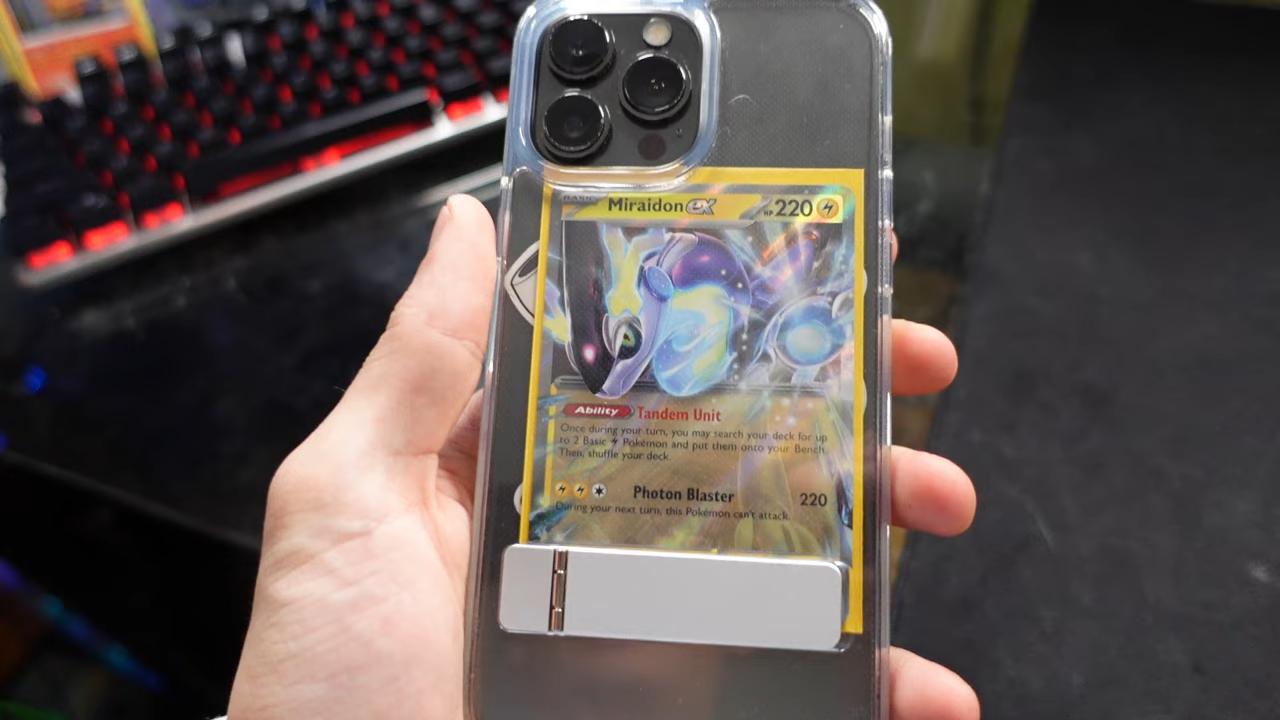 BASIC Miraidon ex HP 220
Ability Tandem Unit
Once during your turn, you may search your deck for up
to 2 Basic Pokémon and put them onto your Bench.
Then, shuffle your deck.
Photon Blaster 220
During your next turn, this Pokémon can't attack.